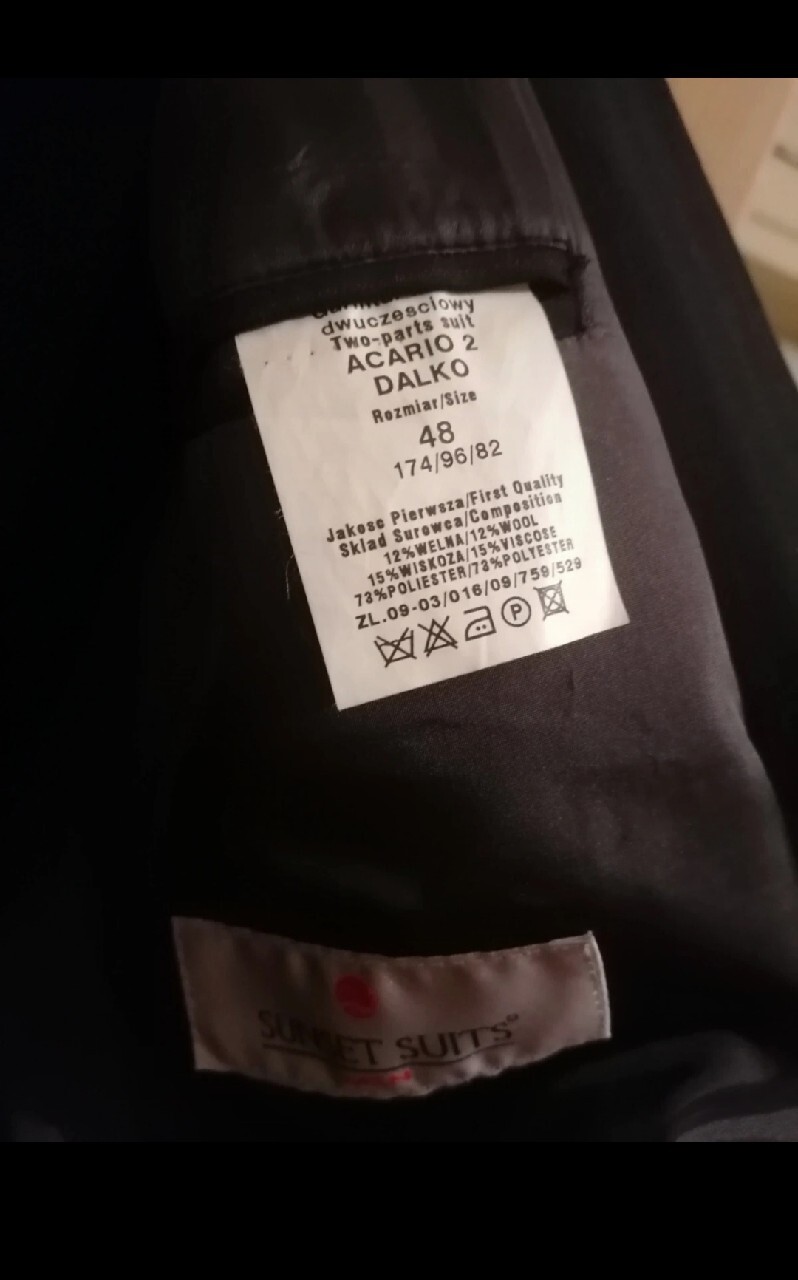 dwuczesciowy
Two-parts suit
ACARIO 2
DALKO
Rozmiar/Size
48
174/96/82
Jakosc Pierwsza/First Quality
Sklad Surowca/Composition
12%WELNA/12%WOOL
15%WISKOZA/15%VISCOSE
73%POLIESTER/73%POLYESTER
ZL.09-03/016/09/759/529
P
SUNSET SUITS